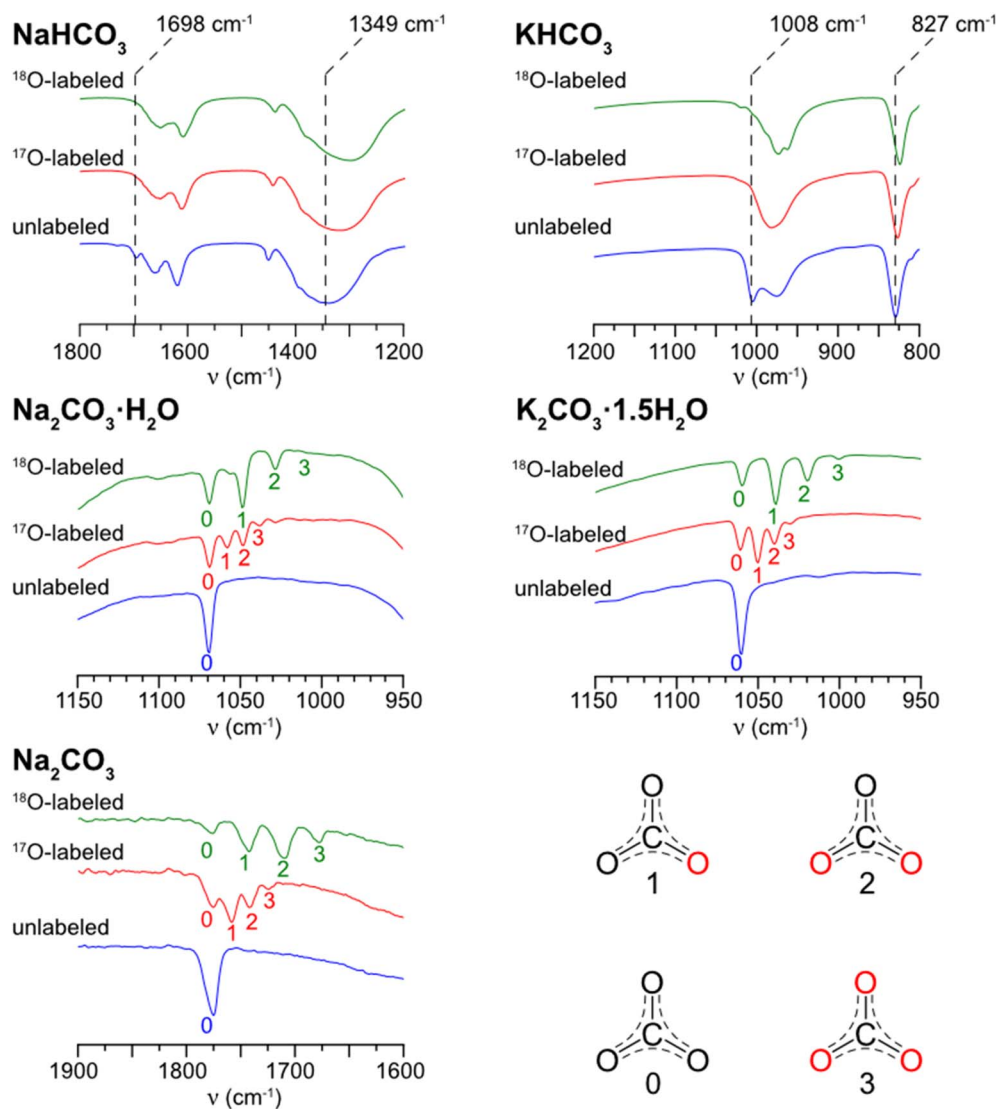 NaHCO₃
1698 cm⁻¹
1349 cm⁻¹
¹⁸O-labeled
¹⁷O-labeled
unlabeled
1800 1600 1400 1200
ν (cm⁻¹)
KHCO₃
1008 cm⁻¹
827 cm⁻¹
¹⁸O-labeled
¹⁷O-labeled
unlabeled
1200 1100 1000 900 800
ν (cm⁻¹)
Na₂CO₃·H₂O
¹⁸O-labeled
0 1 2 3
¹⁷O-labeled
0 1 2 3
unlabeled
0
1150 1100 1050 1000 950
ν (cm⁻¹)
K₂CO₃·1.5H₂O
¹⁸O-labeled
0 1 2 3
¹⁷O-labeled
0 1 2 3
unlabeled
0
1150 1100 1050 1000 950
ν (cm⁻¹)
Na₂CO₃
¹⁸O-labeled
0 1 2 3
¹⁷O-labeled
0 1 2 3
unlabeled
0
1900 1800 1700 1600
ν (cm⁻¹)
O O
C C
O O O O
1 2
O O
C C
O O O O
0 3